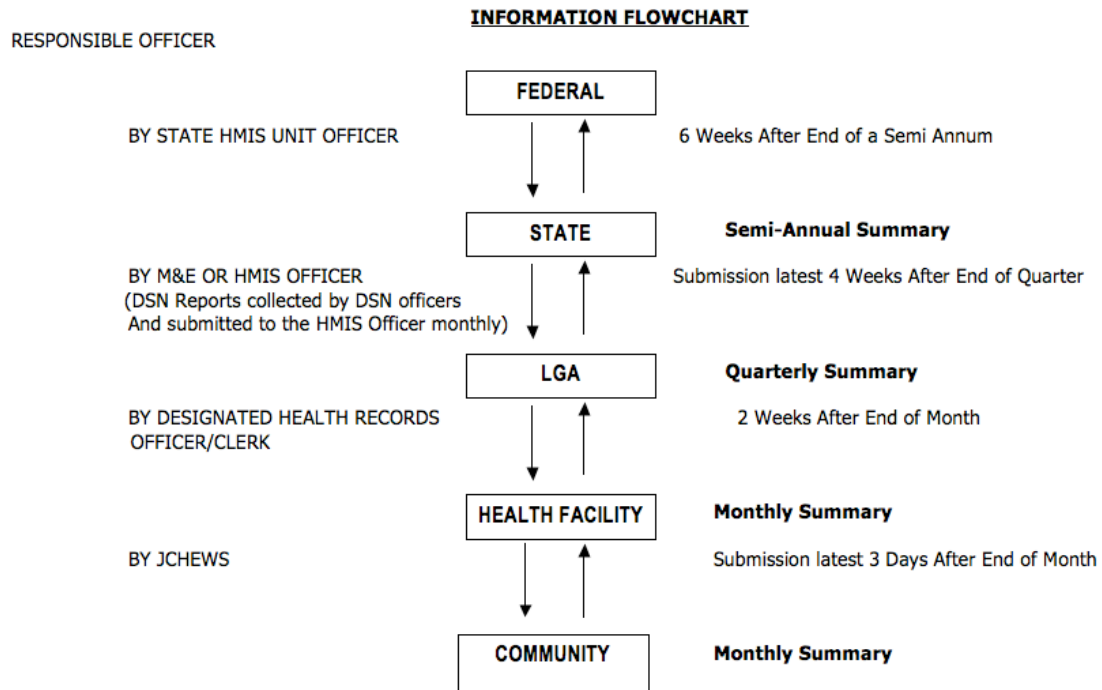 INFORMATION FLOWCHART
RESPONSIBLE OFFICER
FEDERAL
BY STATE HMIS UNIT OFFICER
6 Weeks After End of a Semi Annum
STATE
Semi-Annual Summary
BY M&E OR HMIS OFFICER
(DSN Reports collected by DSN officers
And submitted to the HMIS Officer monthly)
Submission latest 4 Weeks After End of Quarter
LGA
Quarterly Summary
BY DESIGNATED HEALTH RECORDS
OFFICER/CLERK
2 Weeks After End of Month
HEALTH FACILITY
Monthly Summary
BY JCHEWS
Submission latest 3 Days After End of Month
COMMUNITY
Monthly Summary